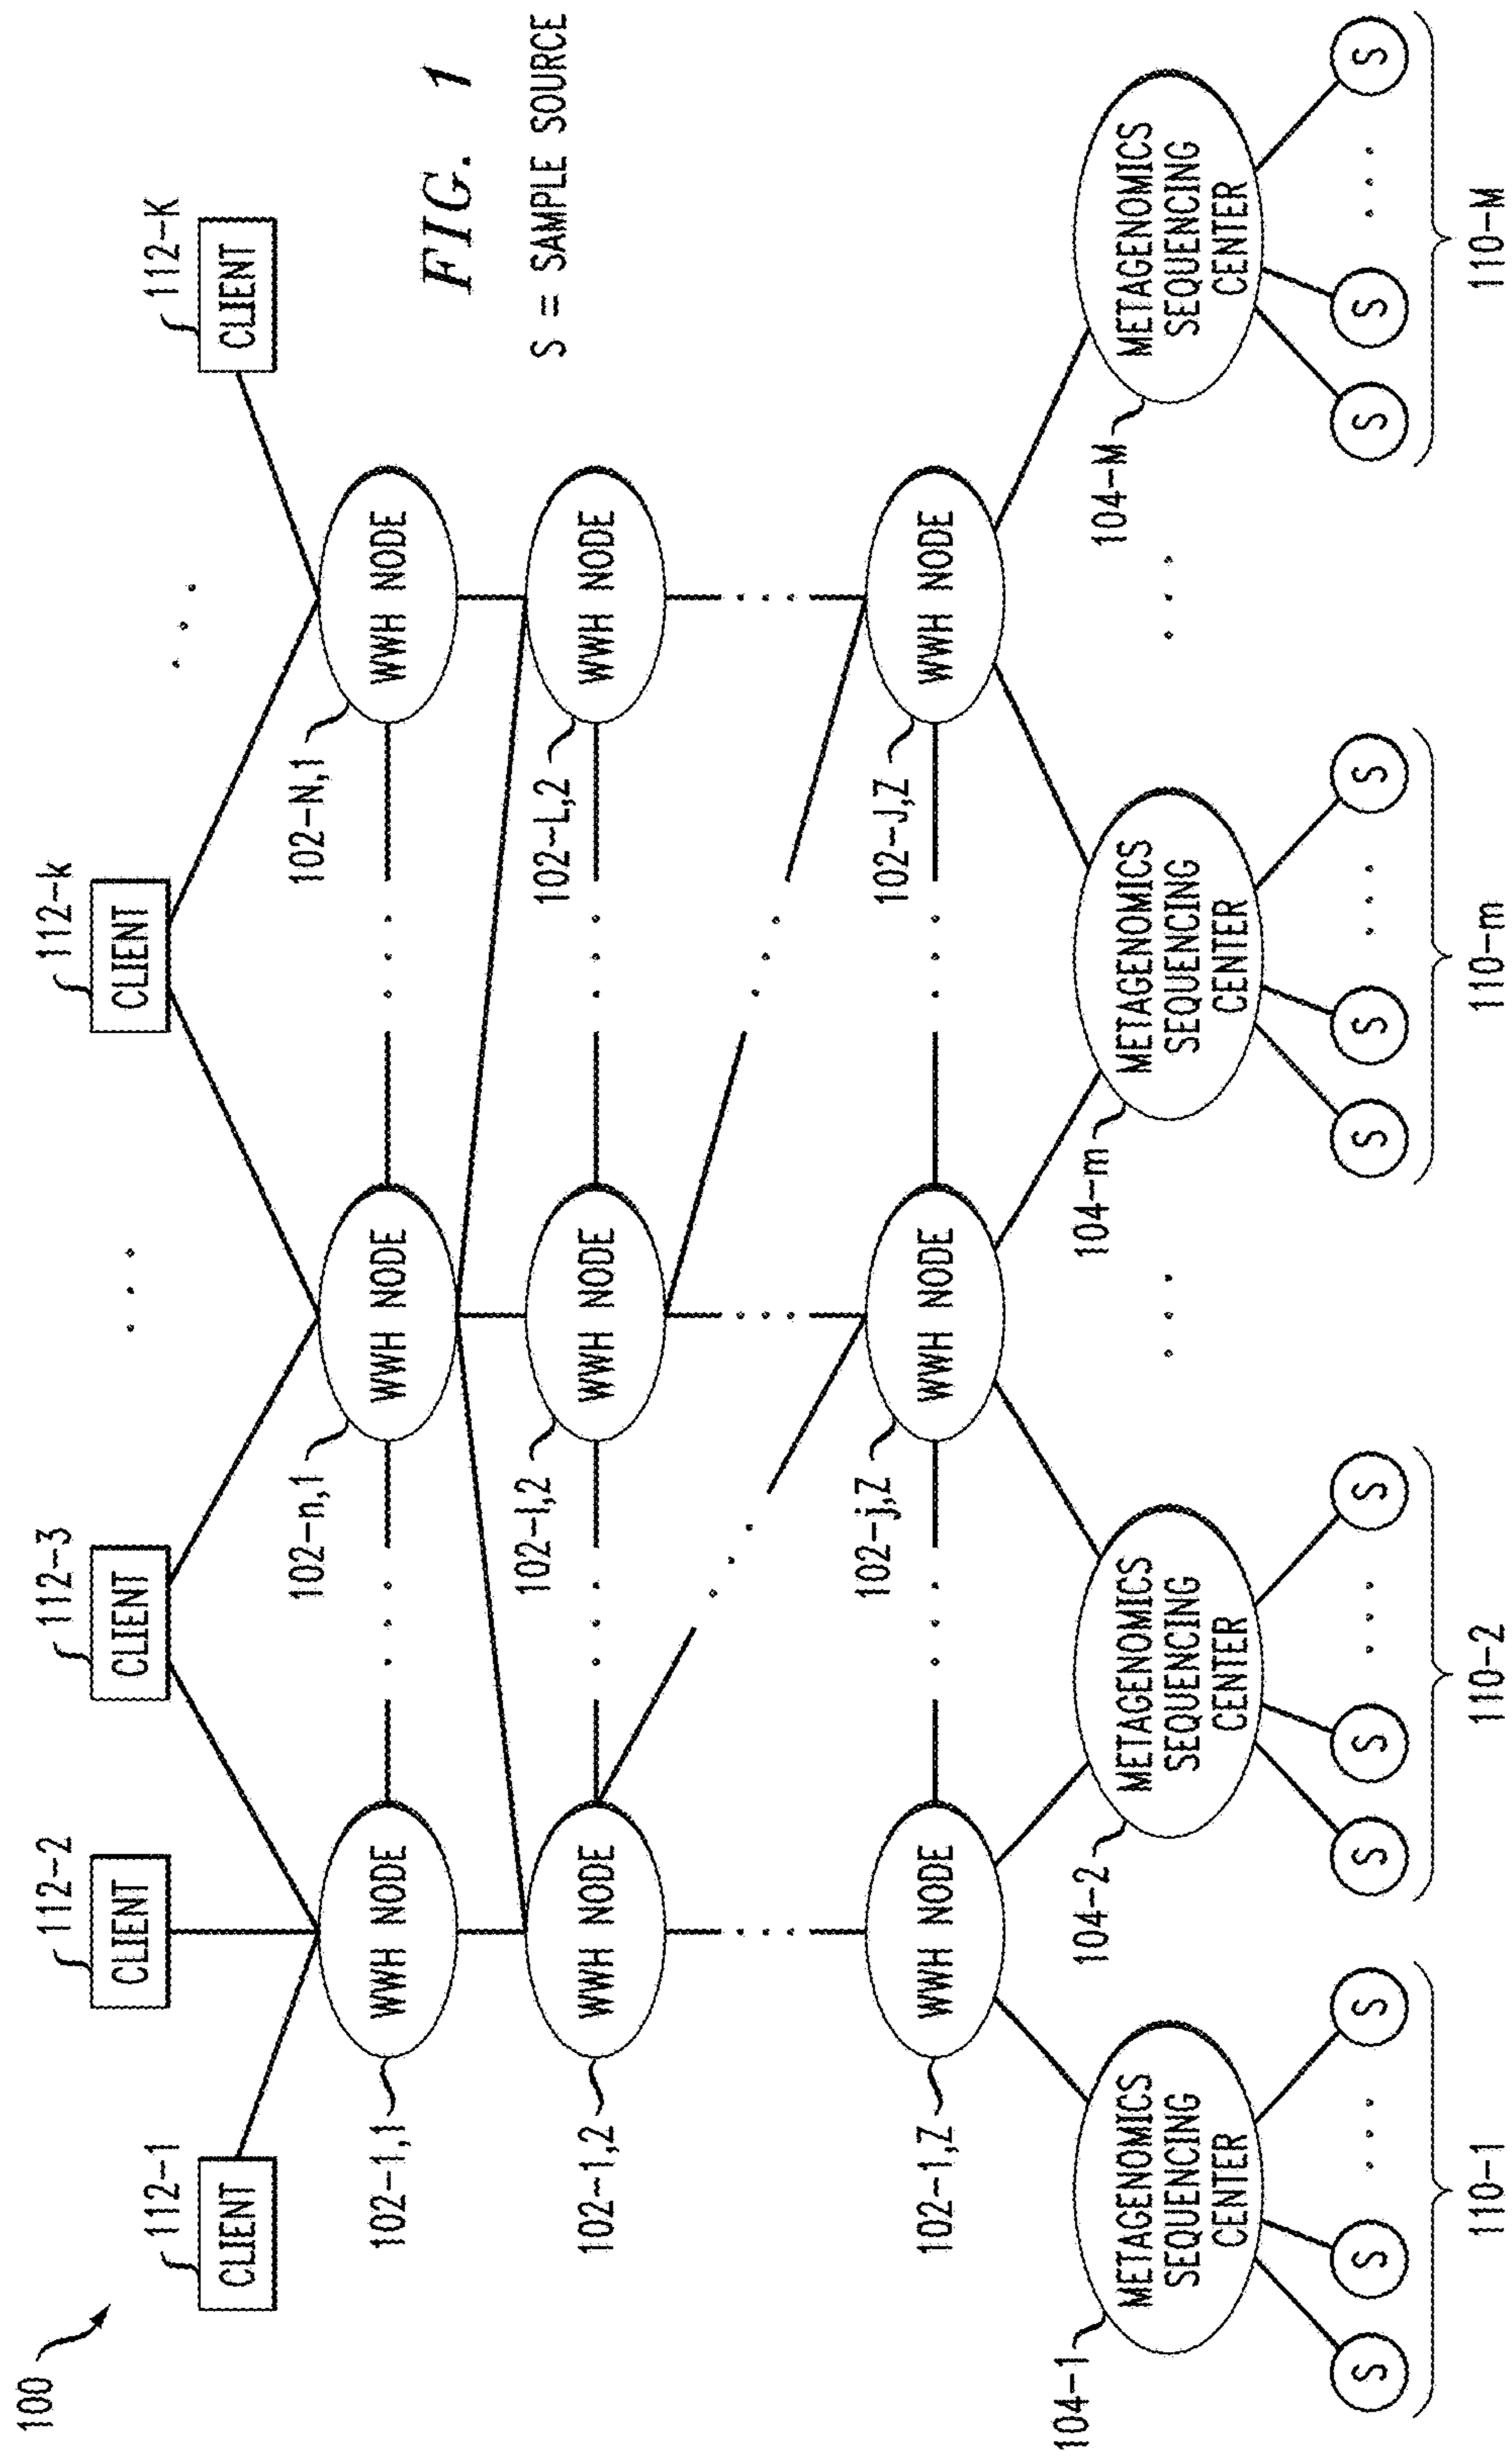 100
112-1
CLIENT
112-2
CLIENT
112-3
CLIENT
112-k
CLIENT
112-K
CLIENT
FIG. 1
S = SAMPLE SOURCE
102-1,1
WWH NODE
102-n,1
WWH NODE
102-N,1
WWH NODE
102-1,2
WWH NODE
102-l,2
WWH NODE
102-L,2
WWH NODE
102-1,Z
WWH NODE
102-j,Z
WWH NODE
102-J,Z
WWH NODE
104-1
METAGENOMICS
SEQUENCING
CENTER
104-2
METAGENOMICS
SEQUENCING
CENTER
104-m
METAGENOMICS
SEQUENCING
CENTER
104-M
METAGENOMICS
SEQUENCING
CENTER
S
S
S
S
S
S
S
S
S
S
S
S
110-1
110-2
110-m
110-M